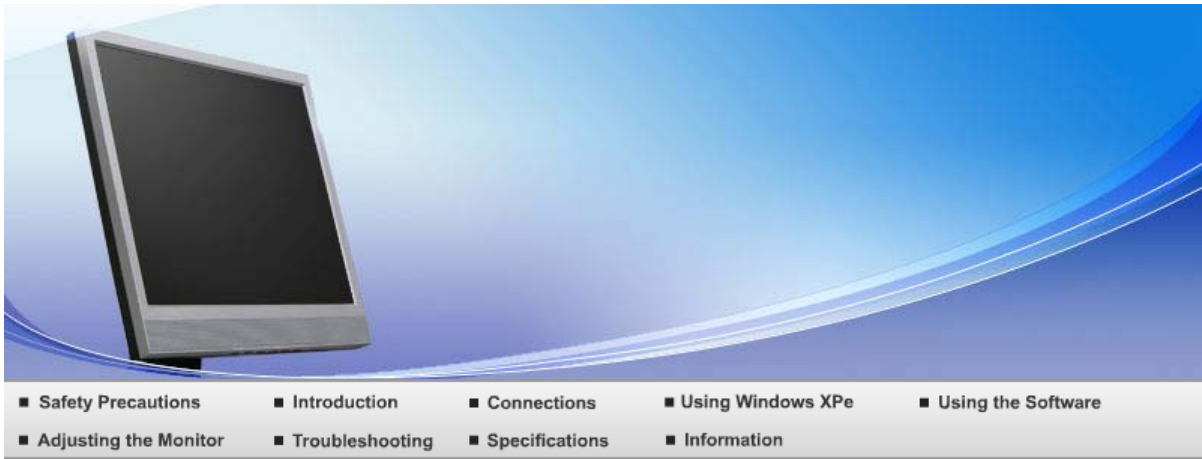 Safety Precautions Introduction Connections Using Windows XPe Using the Software
Adjusting the Monitor Troubleshooting Specifications Information